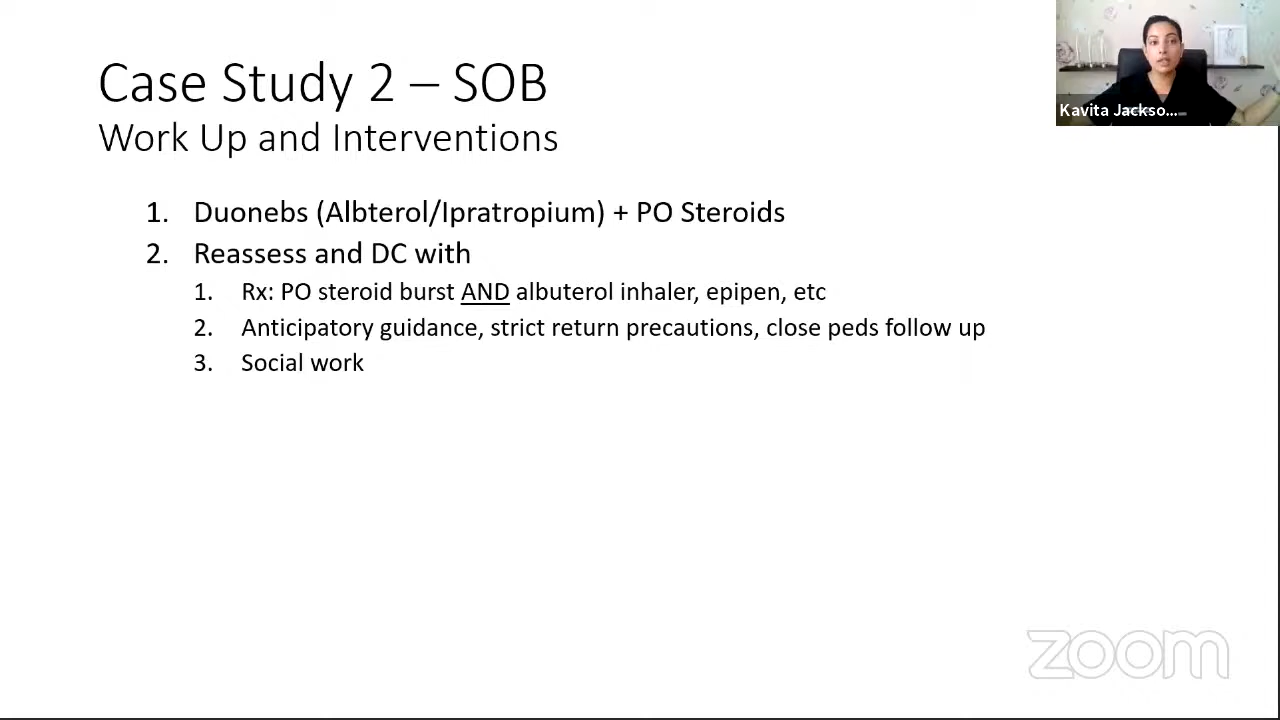 Case Study 2 – SOB
Work Up and Interventions
Kavita Jackso...
1. Duonebs (Albterol/Ipratropium) + PO Steroids
2. Reassess and DC with
1. Rx: PO steroid burst AND albuterol inhaler, epipen, etc
2. Anticipatory guidance, strict return precautions, close peds follow up
3. Social work
zoom